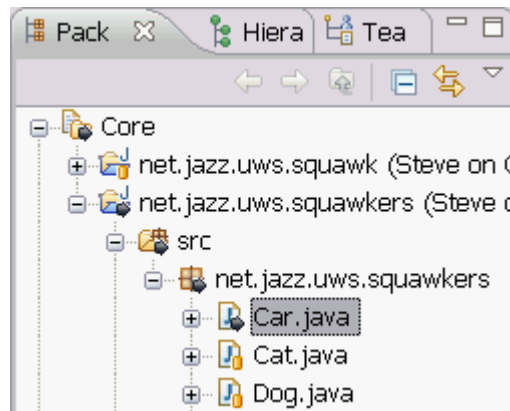 Pack Hiera Tea
Core
net.jazz.uws.squawk (Steve on
net.jazz.uws.squawkers (Steve
src
net.jazz.uws.squawkers
Car.java
Cat.java
Dog.java